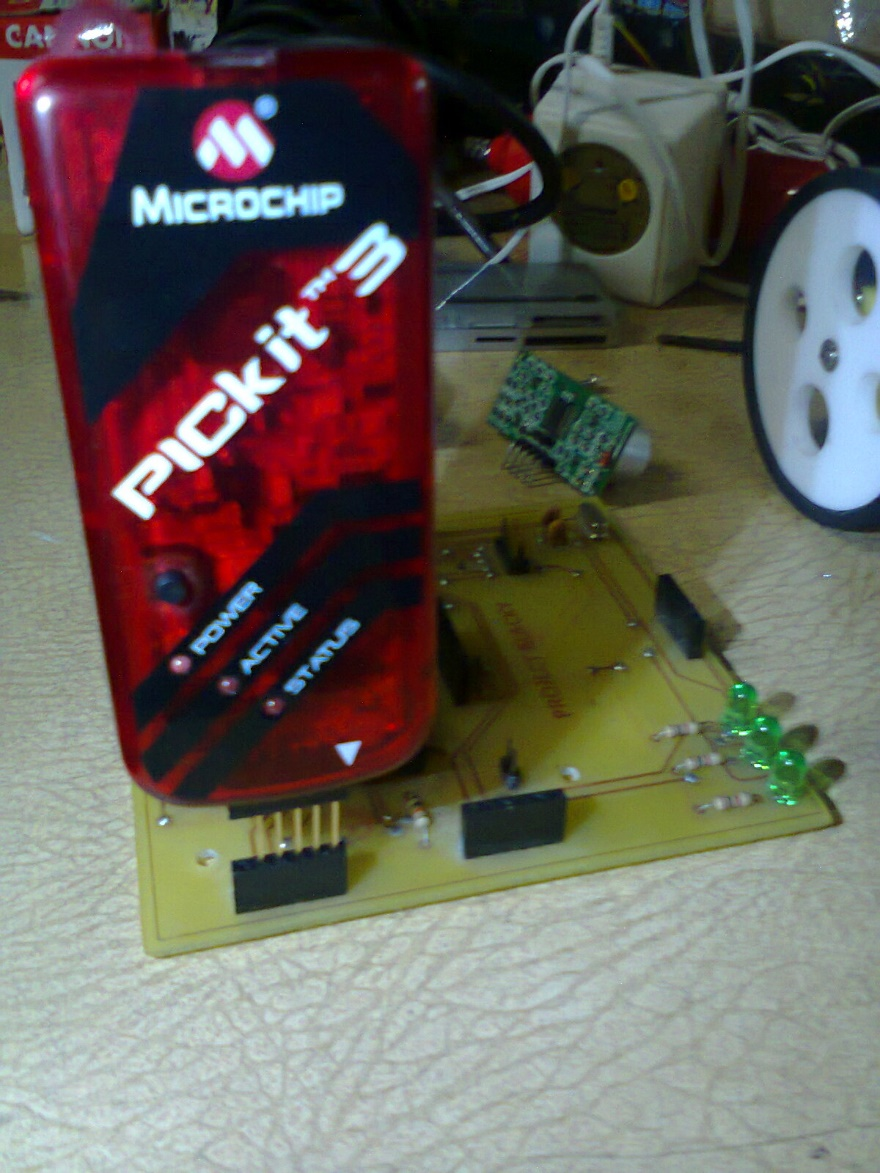 MICROCHIP
PICkit™ 3
POWER
ACTIVE
STATUS